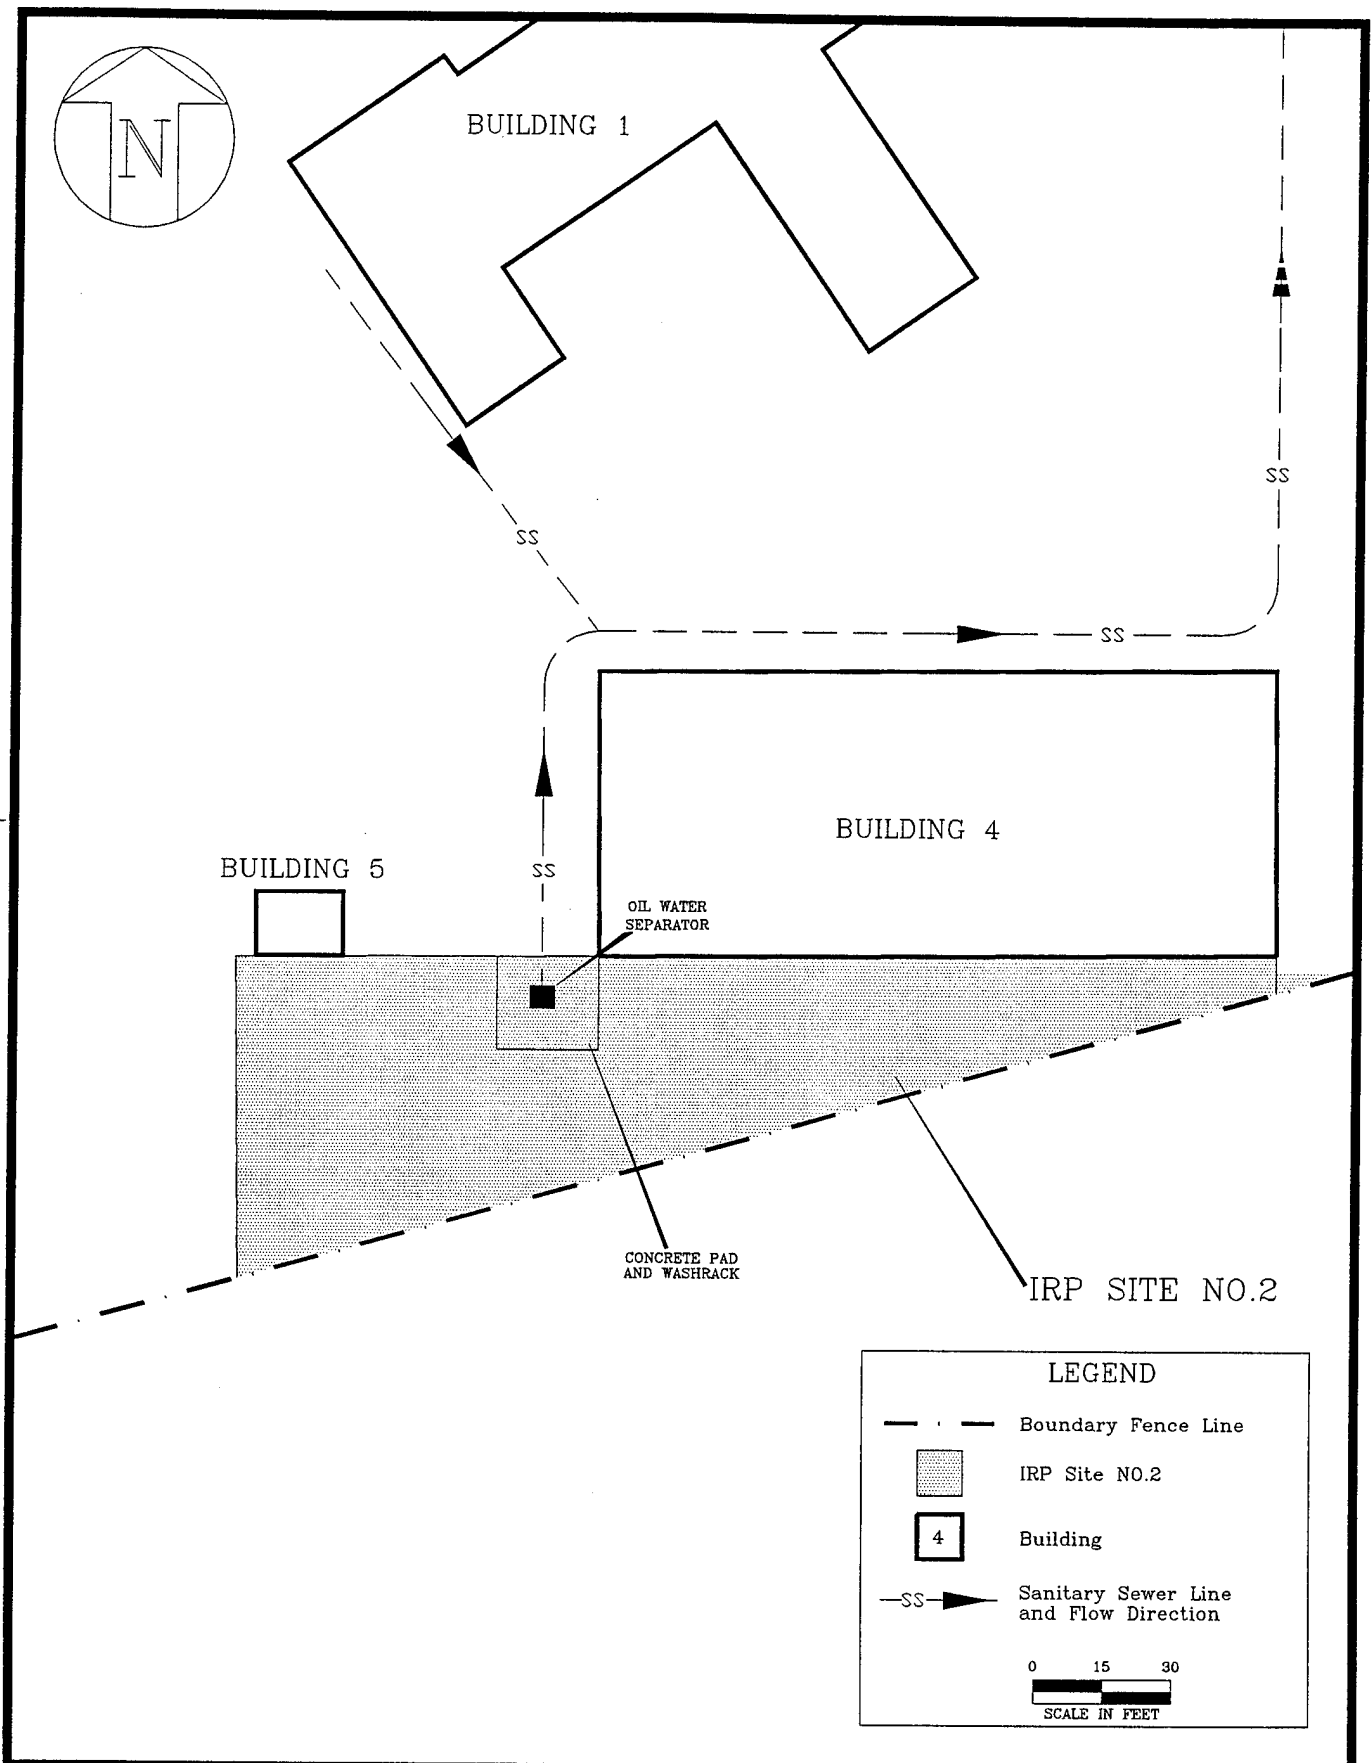 N
BUILDING 1
SS
SS
SS
BUILDING 4
BUILDING 5
SS
OIL WATER
SEPARATOR
CONCRETE PAD
AND WASHRACK
IRP SITE NO.2
LEGEND
Boundary Fence Line
IRP Site NO.2
4
Building
SS
Sanitary Sewer Line
and Flow Direction
0 15 30
SCALE IN FEET